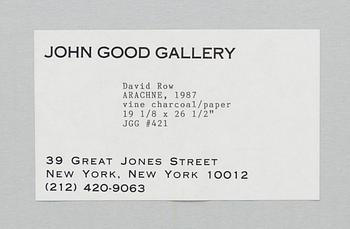 JOHN GOOD GALLERY
David Row
ARACHNE, 1987
vine charcoal/paper
19 1/8 x 26 1/2"
JGG #421
39 GREAT JONES STREET
NEW YORK, NEW YORK 10012
(212) 420-9063